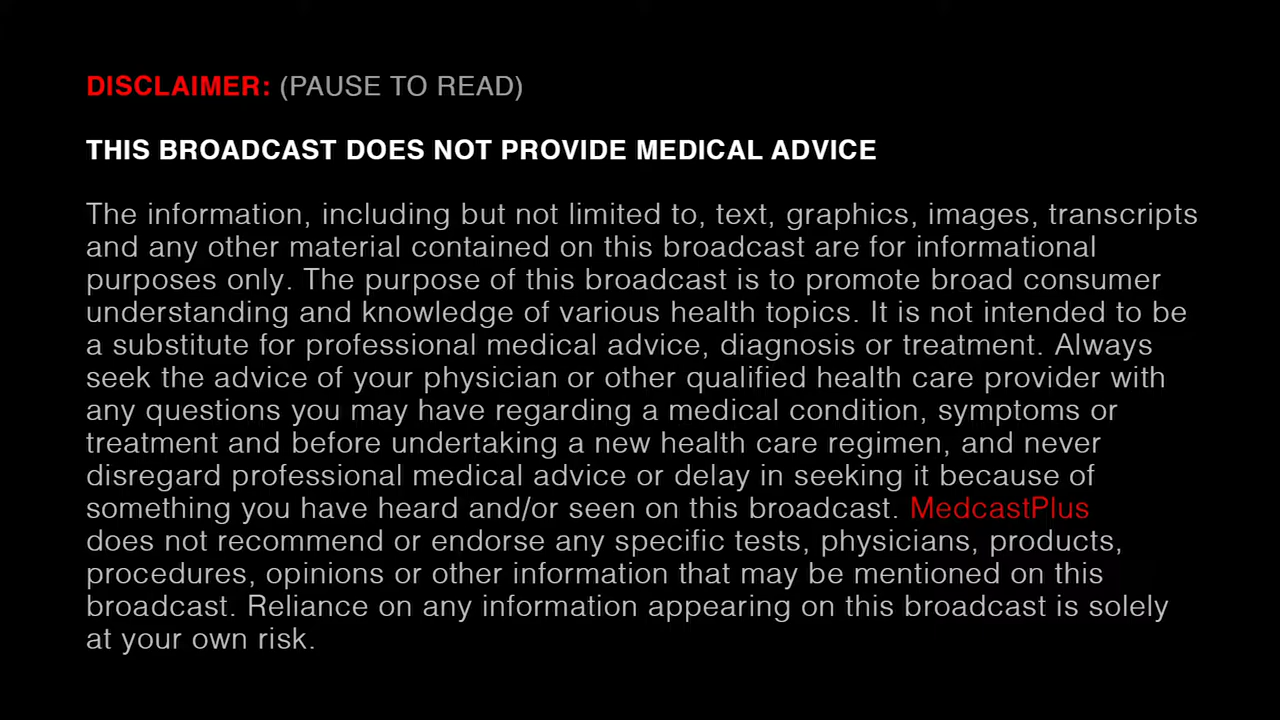 DISCLAIMER: (PAUSE TO READ)
THIS BROADCAST DOES NOT PROVIDE MEDICAL ADVICE
The information, including but not limited to, text, graphics, images, transcripts
and any other material contained on this broadcast are for informational
purposes only. The purpose of this broadcast is to promote broad consumer
understanding and knowledge of various health topics. It is not intended to be
a substitute for professional medical advice, diagnosis or treatment. Always
seek the advice of your physician or other qualified health care provider with
any questions you may have regarding a medical condition, symptoms or
treatment and before undertaking a new health care regimen, and never
disregard professional medical advice or delay in seeking it because of
something you have heard and/or seen on this broadcast. MedcastPlus
does not recommend or endorse any specific tests, physicians, products,
procedures, opinions or other information that may be mentioned on this
broadcast. Reliance on any information appearing on this broadcast is solely
at your own risk.